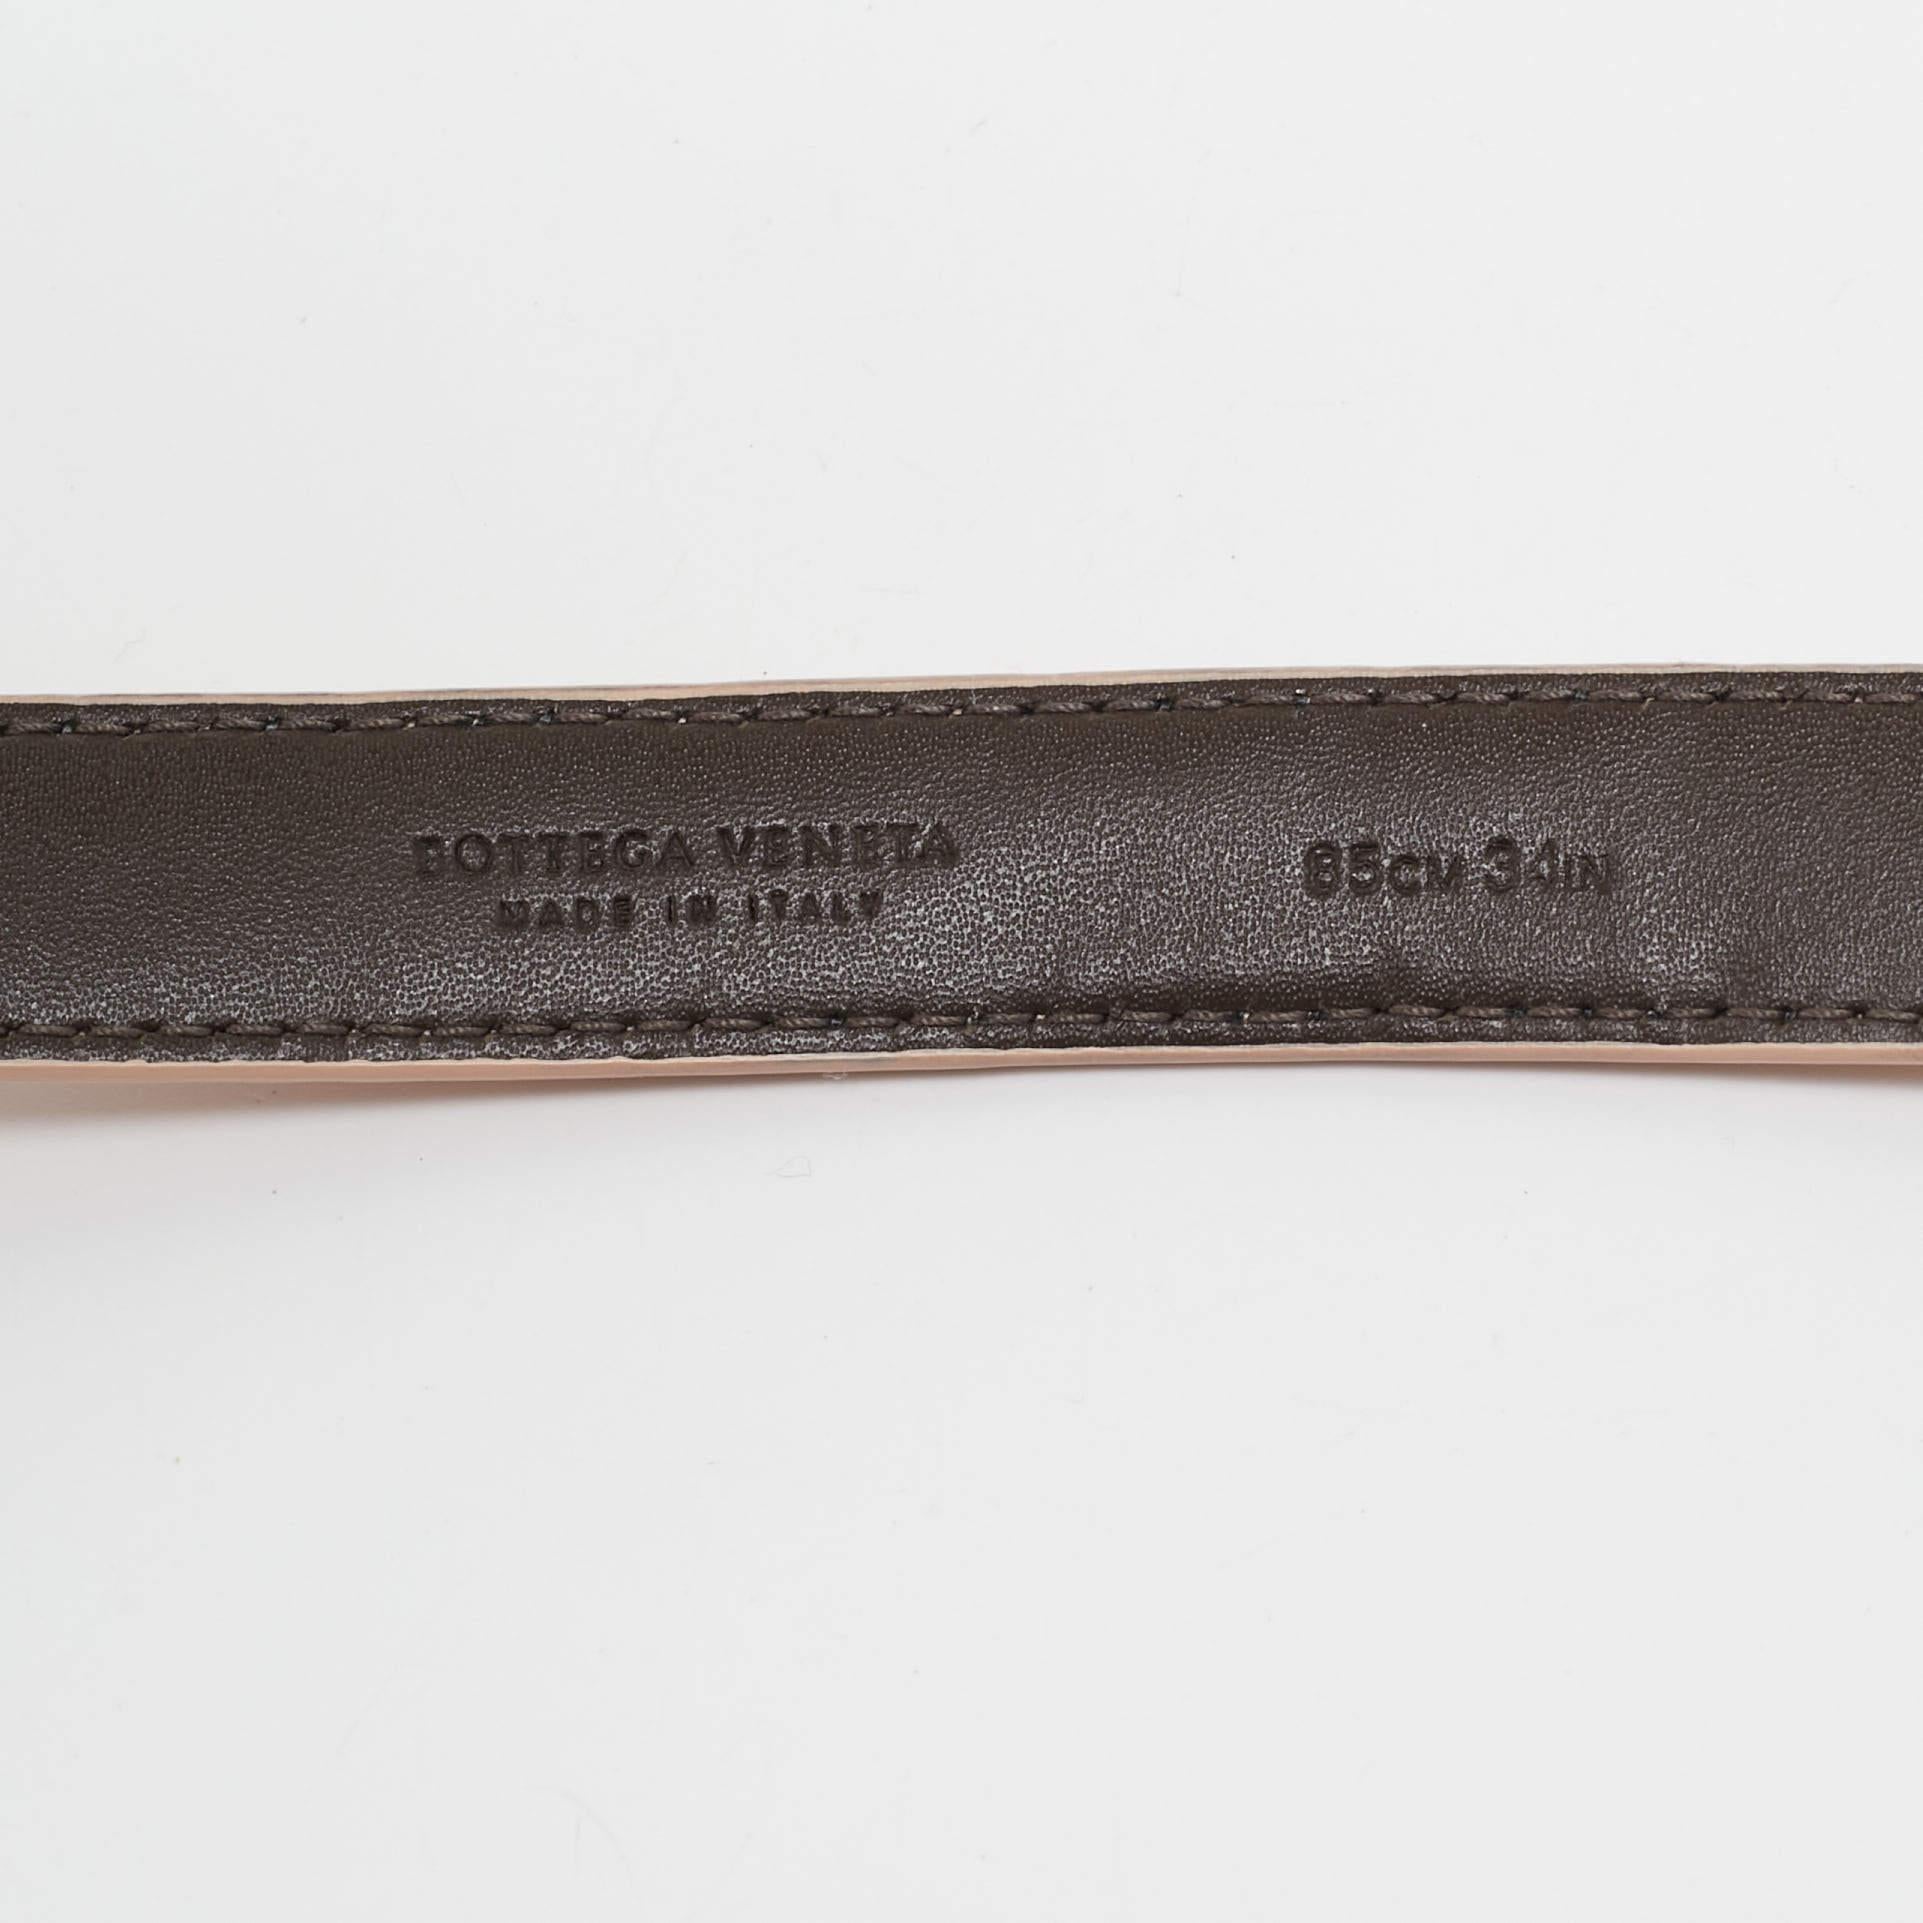 BOTTEGA VENETA
MADE IN ITALY
85CM 34IN